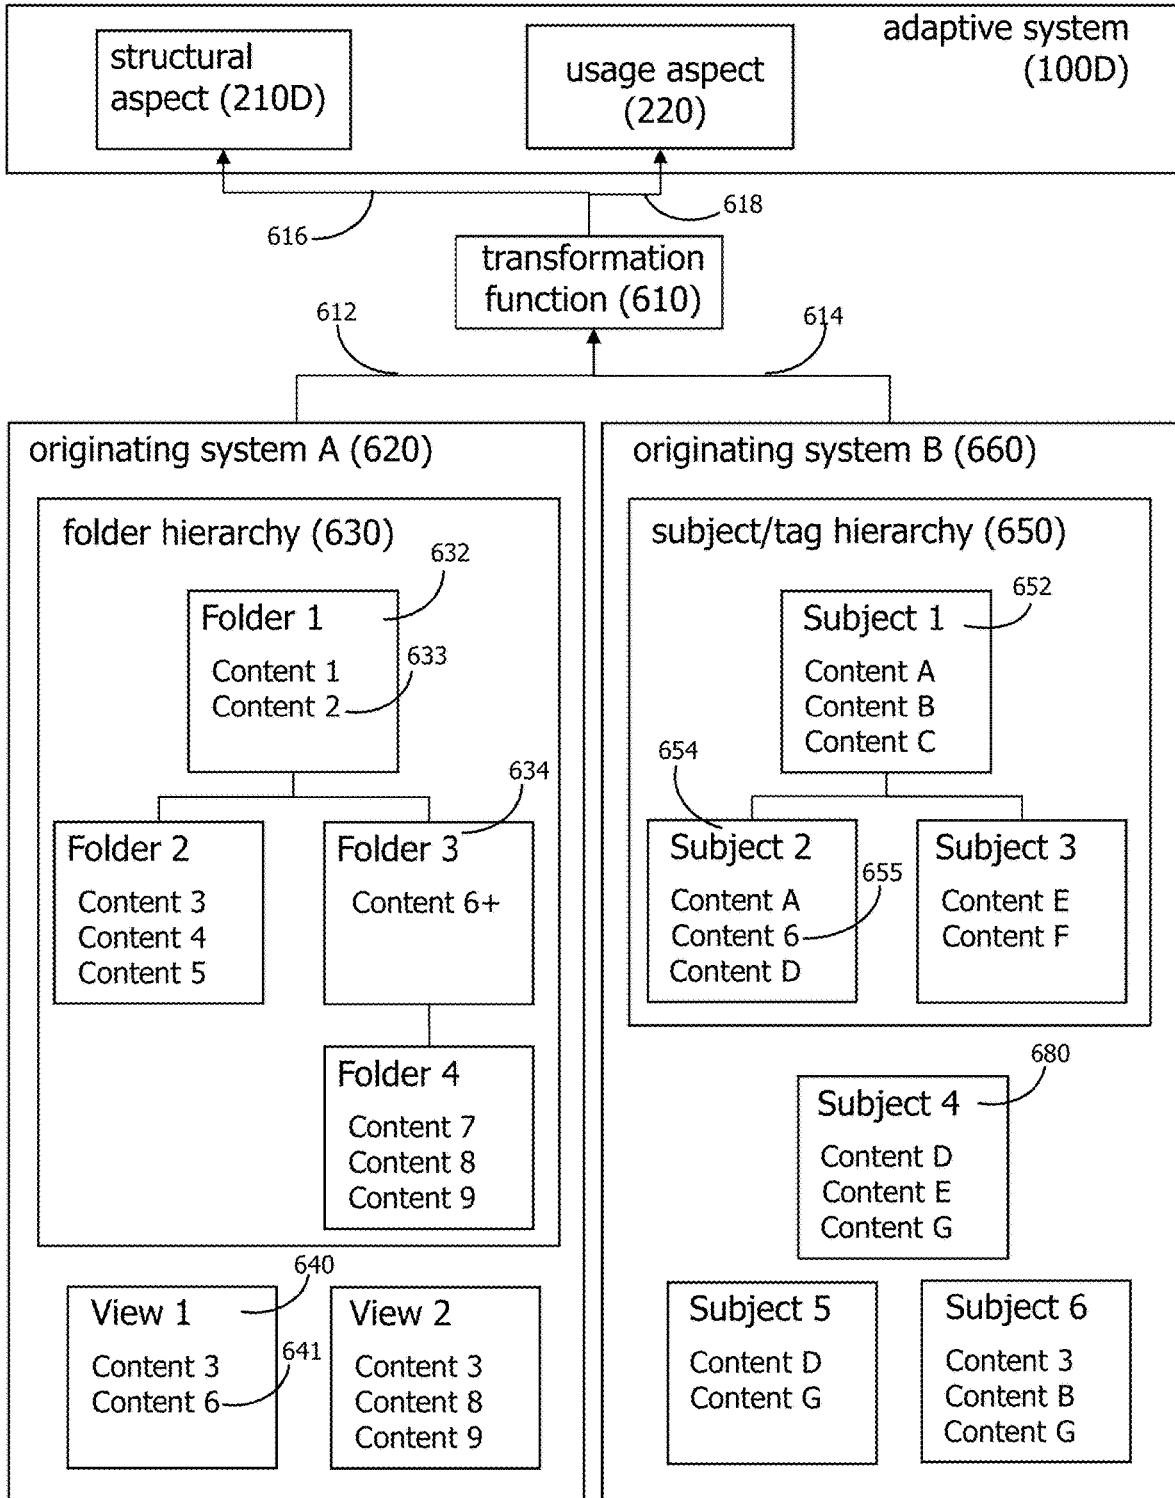 structural
aspect (210D)
usage aspect
(220)
adaptive system
(100D)
616
618
transformation
function (610)
612
614
originating system A (620)
folder hierarchy (630)
632
Folder 1
Content 1
633
Content 2
634
Folder 2
Content 3
Content 4
Content 5
Folder 3
Content 6+
Folder 4
Content 7
Content 8
Content 9
640
View 1
Content 3
641
Content 6
View 2
Content 3
Content 8
Content 9
originating system B (660)
subject/tag hierarchy (650)
652
Subject 1
Content A
Content B
Content C
654
Subject 2
655
Content A
Content 6
Content D
Subject 3
Content E
Content F
680
Subject 4
Content D
Content E
Content G
Subject 5
Content D
Content G
Subject 6
Content 3
Content B
Content G